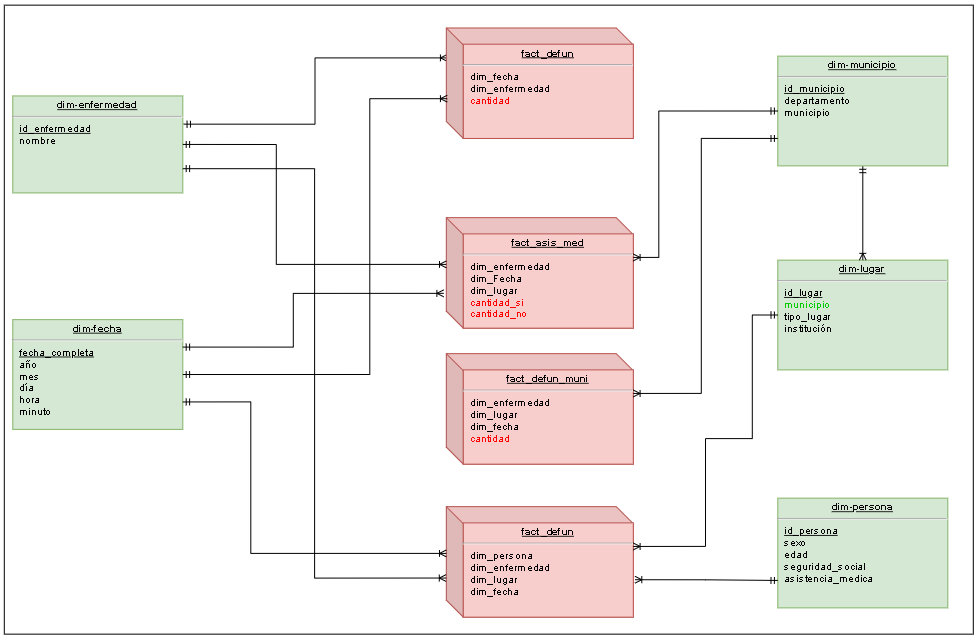 dim-enfermedad
id_enfermedad
nombre
dim-fecha
fecha_completa
año
mes
día
hora
minuto
fact_defun
dim_fecha
dim_enfermedad
cantidad
fact_asis_med
dim_enfermedad
dim_Fecha
dim_lugar
cantidad_si
cantidad_no
fact_defun_muni
dim_enfermedad
dim_lugar
dim_fecha
cantidad
fact_defun
dim_persona
dim_enfermedad
dim_lugar
dim_fecha
dim-municipio
id_municipio
departamento
municipio
dim-lugar
id_lugar
municipio
tipo_lugar
institución
dim-persona
id_persona
sexo
edad
seguridad_social
asistencia_medica